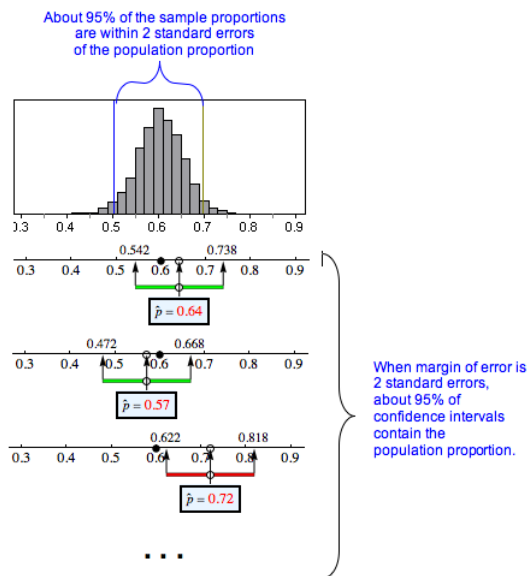 About 95% of the sample proportions
are within 2 standard errors
of the population proportion
0.3 0.4 0.5 0.6 0.7 0.8 0.9
0.542 0.738
0.3 0.4 0.5 0.6 0.7 0.8 0.9
p̂ = 0.64
0.472 0.668
0.3 0.4 0.5 0.6 0.7 0.8 0.9
p̂ = 0.57
When margin of error is
2 standard errors,
about 95% of
confidence intervals
contain the
population proportion.
0.622 0.818
0.3 0.4 0.5 0.6 0.7 0.8 0.9
p̂ = 0.72
• • •